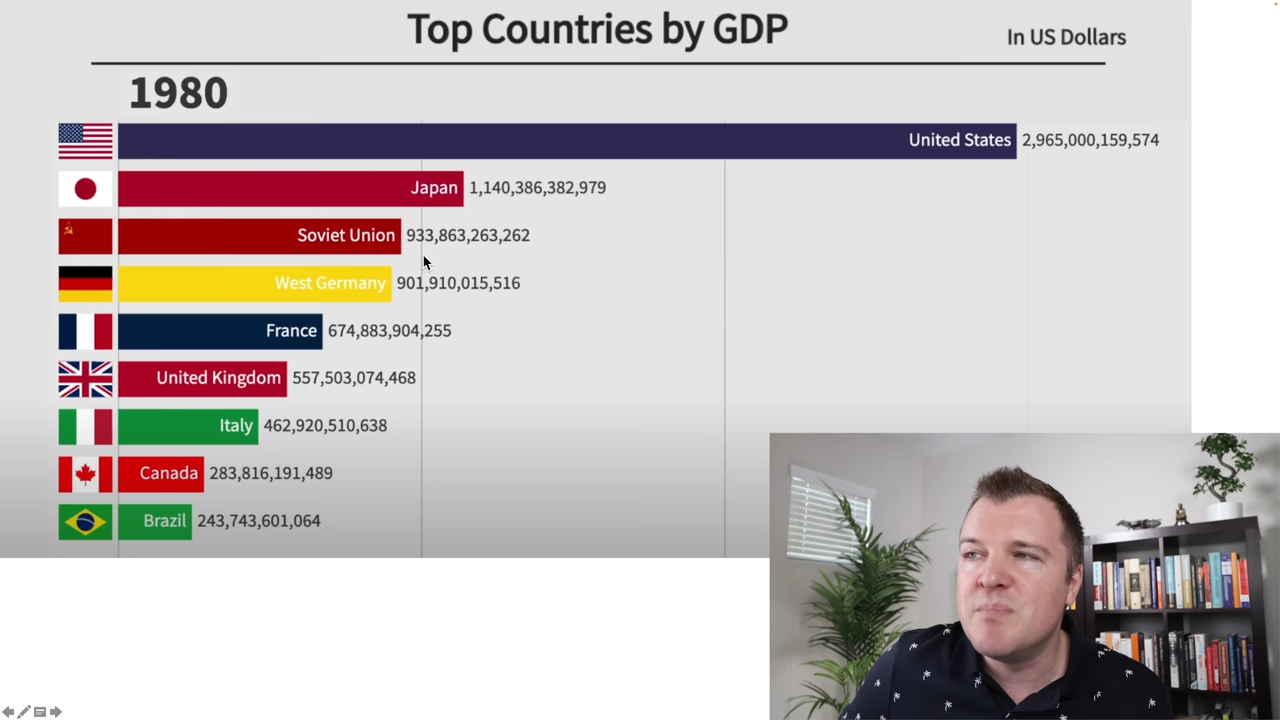 Top Countries by GDP
In US Dollars
1980
United States 2,965,000,159,574
Japan 1,140,386,382,979
Soviet Union 933,863,263,262
West Germany 901,910,015,516
France 674,883,904,255
United Kingdom 557,503,074,468
Italy 462,920,510,638
Canada 283,816,191,489
Brazil 243,743,601,064